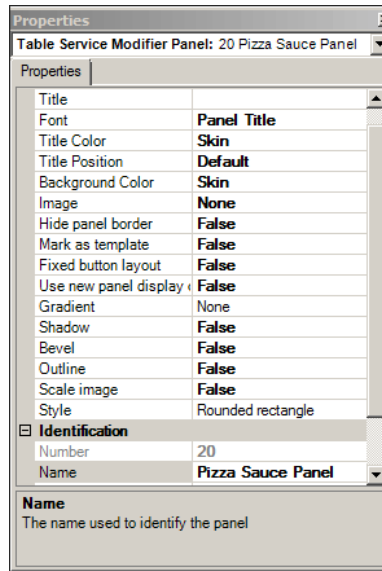 Properties
Table Service Modifier Panel: 20 Pizza Sauce Panel
Properties
Title
Font Panel Title
Title Color Skin
Title Position Default
Background Color Skin
Image None
Hide panel border False
Mark as template False
Fixed button layout False
Use new panel display False
Gradient None
Shadow False
Bevel False
Outline False
Scale image False
Style Rounded rectangle
Identification
Number 20
Name Pizza Sauce Panel
Name
The name used to identify the panel